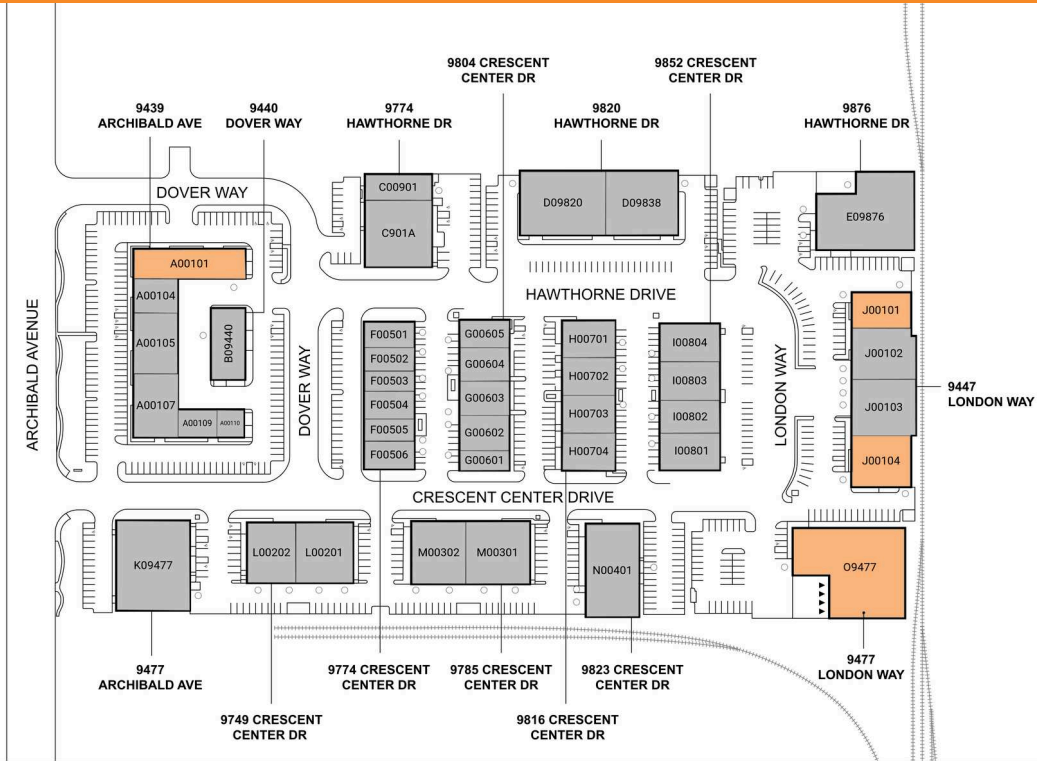 9804 CRESCENT
CENTER DR
9852 CRESCENT
CENTER DR
9439
ARCHIBALD AVE
9440
DOVER WAY
9774
HAWTHORNE DR
9820
HAWTHORNE DR
9876
HAWTHORNE DR
DOVER WAY
C00901
C901A
D09820
D09838
E09876
A00101
A00104
A00105
A00107
A00109
A00110
B09440
ARCHIBALD AVENUE
DOVER WAY
HAWTHORNE DRIVE
LONDON WAY
F00501
F00502
F00503
F00504
F00505
F00506
G00605
G00604
G00603
G00602
G00601
H00701
H00702
H00703
H00704
I00804
I00803
I00802
I00801
J00101
J00102
J00103
J00104
9447
LONDON WAY
CRESCENT CENTER DRIVE
K09477
L00202
L00201
M00302
M00301
N00401
O9477
9477
ARCHIBALD AVE
9774 CRESCENT
CENTER DR
9785 CRESCENT
CENTER DR
9823 CRESCENT
CENTER DR
9477
LONDON WAY
9749 CRESCENT
CENTER DR
9816 CRESCENT
CENTER DR